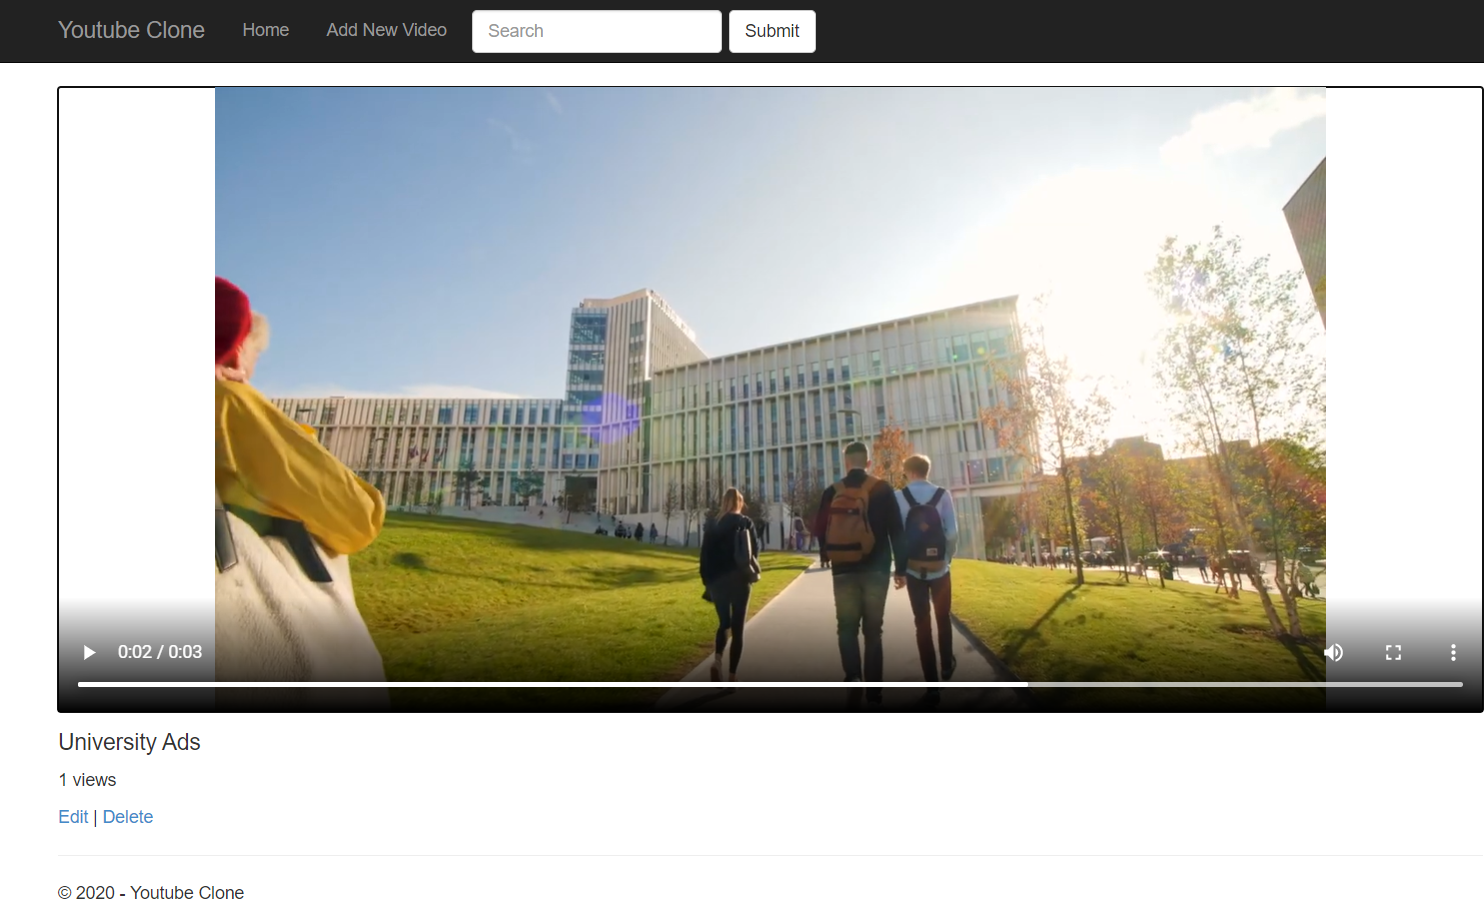 Youtube Clone Home Add New Video Search Submit
0:02 / 0:03
University Ads
1 views
Edit | Delete
© 2020 - Youtube Clone